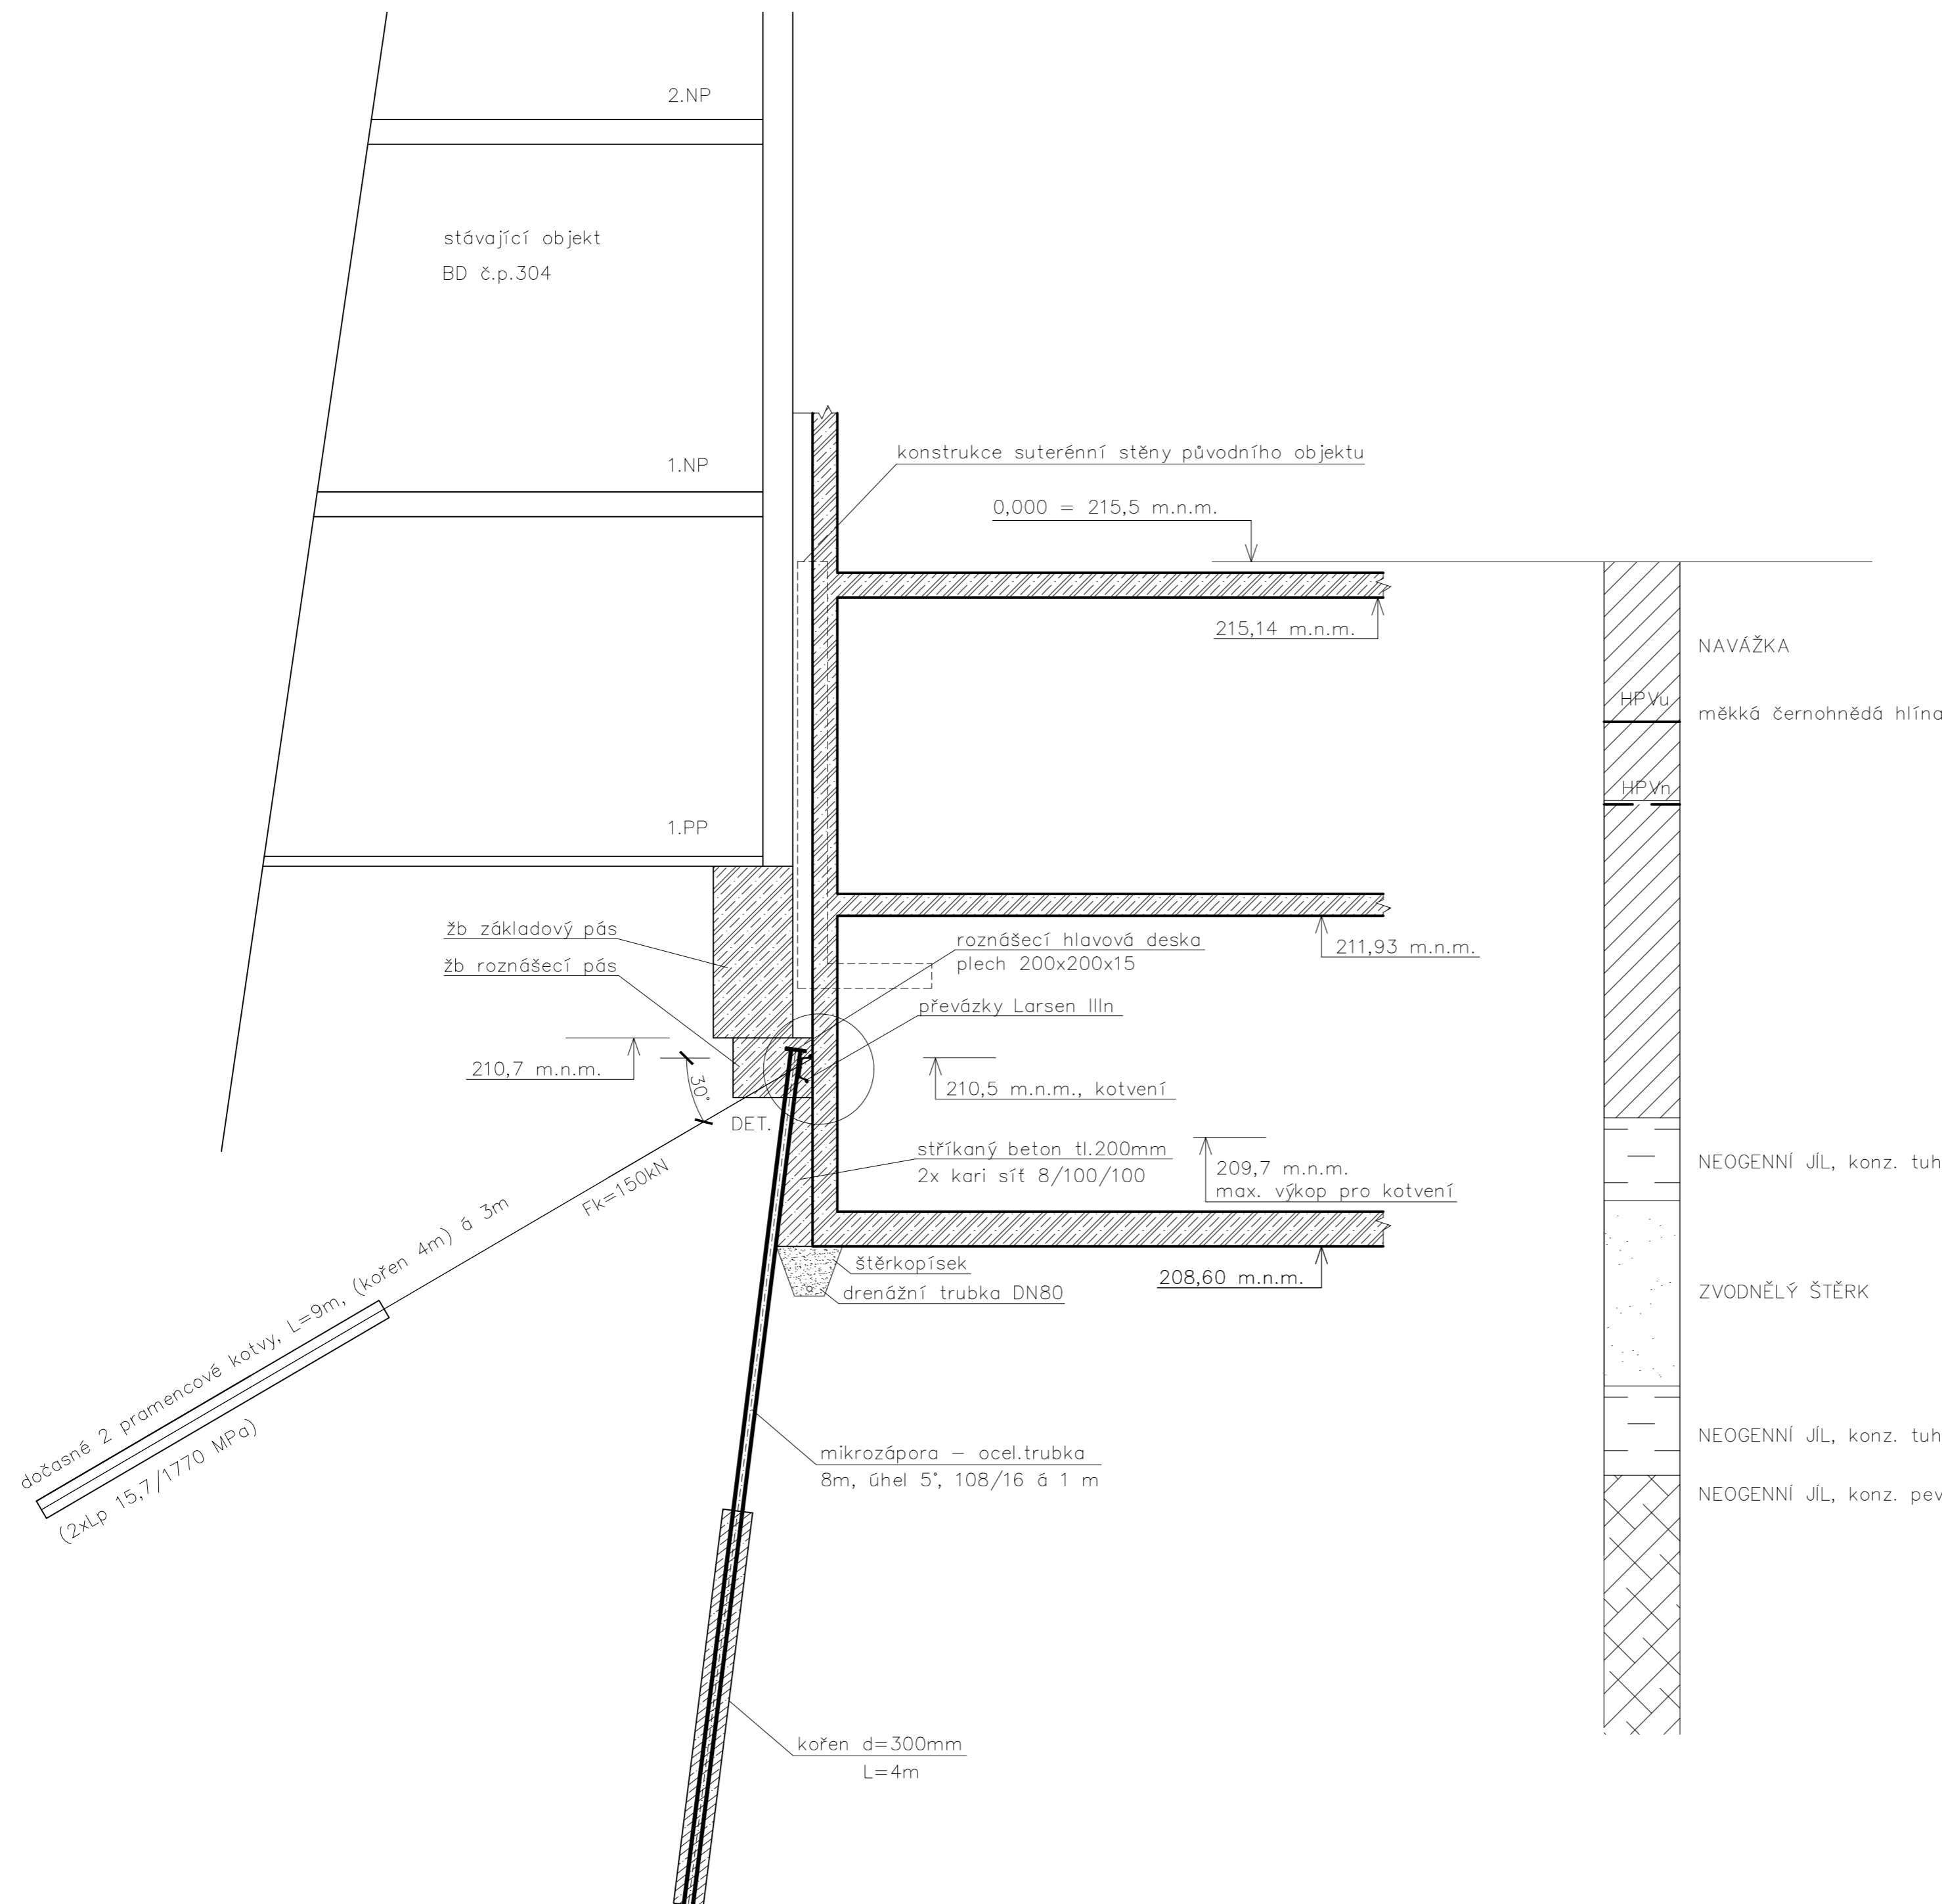 2.NP
stávající objekt
BD č.p.304
1.NP
konstrukce suterénní stěny původního objektu
0,000 = 215,5 m.n.m.
215,14 m.n.m.
NAVÁŽKA
HPVu
měkká černohnědá hlína
HPVn
1.PP
žb základový pás
žb roznášecí pás
roznášecí hlavová deska
plech 200x200x15
211,93 m.n.m.
převázky Larsen IIIn
210,7 m.n.m.
30°
210,5 m.n.m., kotvení
DET.
stříkaný beton tl.200mm
2x kari síť 8/100/100
209,7 m.n.m.
max. výkop pro kotvení
NEOGENNÍ JÍL, konz. tuh
Fk=150kN
štěrkopísek
drenážní trubka DN80
208,60 m.n.m.
ZVODNĚLÝ ŠTĚRK
dočasné 2 pramencové kotvy, L=9m, (kořen 4m) á 3m
(2xLp 15,7/1770 MPa)
mikrozápora – ocel.trubka
8m, úhel 5°, 108/16 á 1 m
NEOGENNÍ JÍL, konz. tuh
NEOGENNÍ JÍL, konz. pev
kořen d=300mm
L=4m